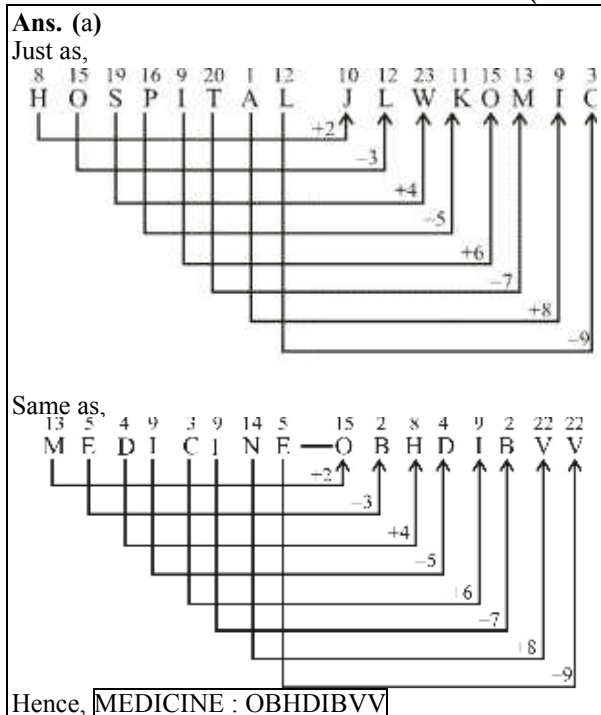 Ans. (a)
Just as,
8 15 19 16 9 20 1 12 10 12 23 11 15 13 9 3
H O S P I T A L J L W K O M I C
+2
–3
+4
–5
+6
–7
+8
–9
Same as,
13 5 4 9 3 9 14 5 15 2 8 4 9 2 22 22
M E D I C I N E — O B H D I B V V
+2
–3
+4
–5
+6
–7
+8
–9
Hence, MEDICINE : OBHDIBVV